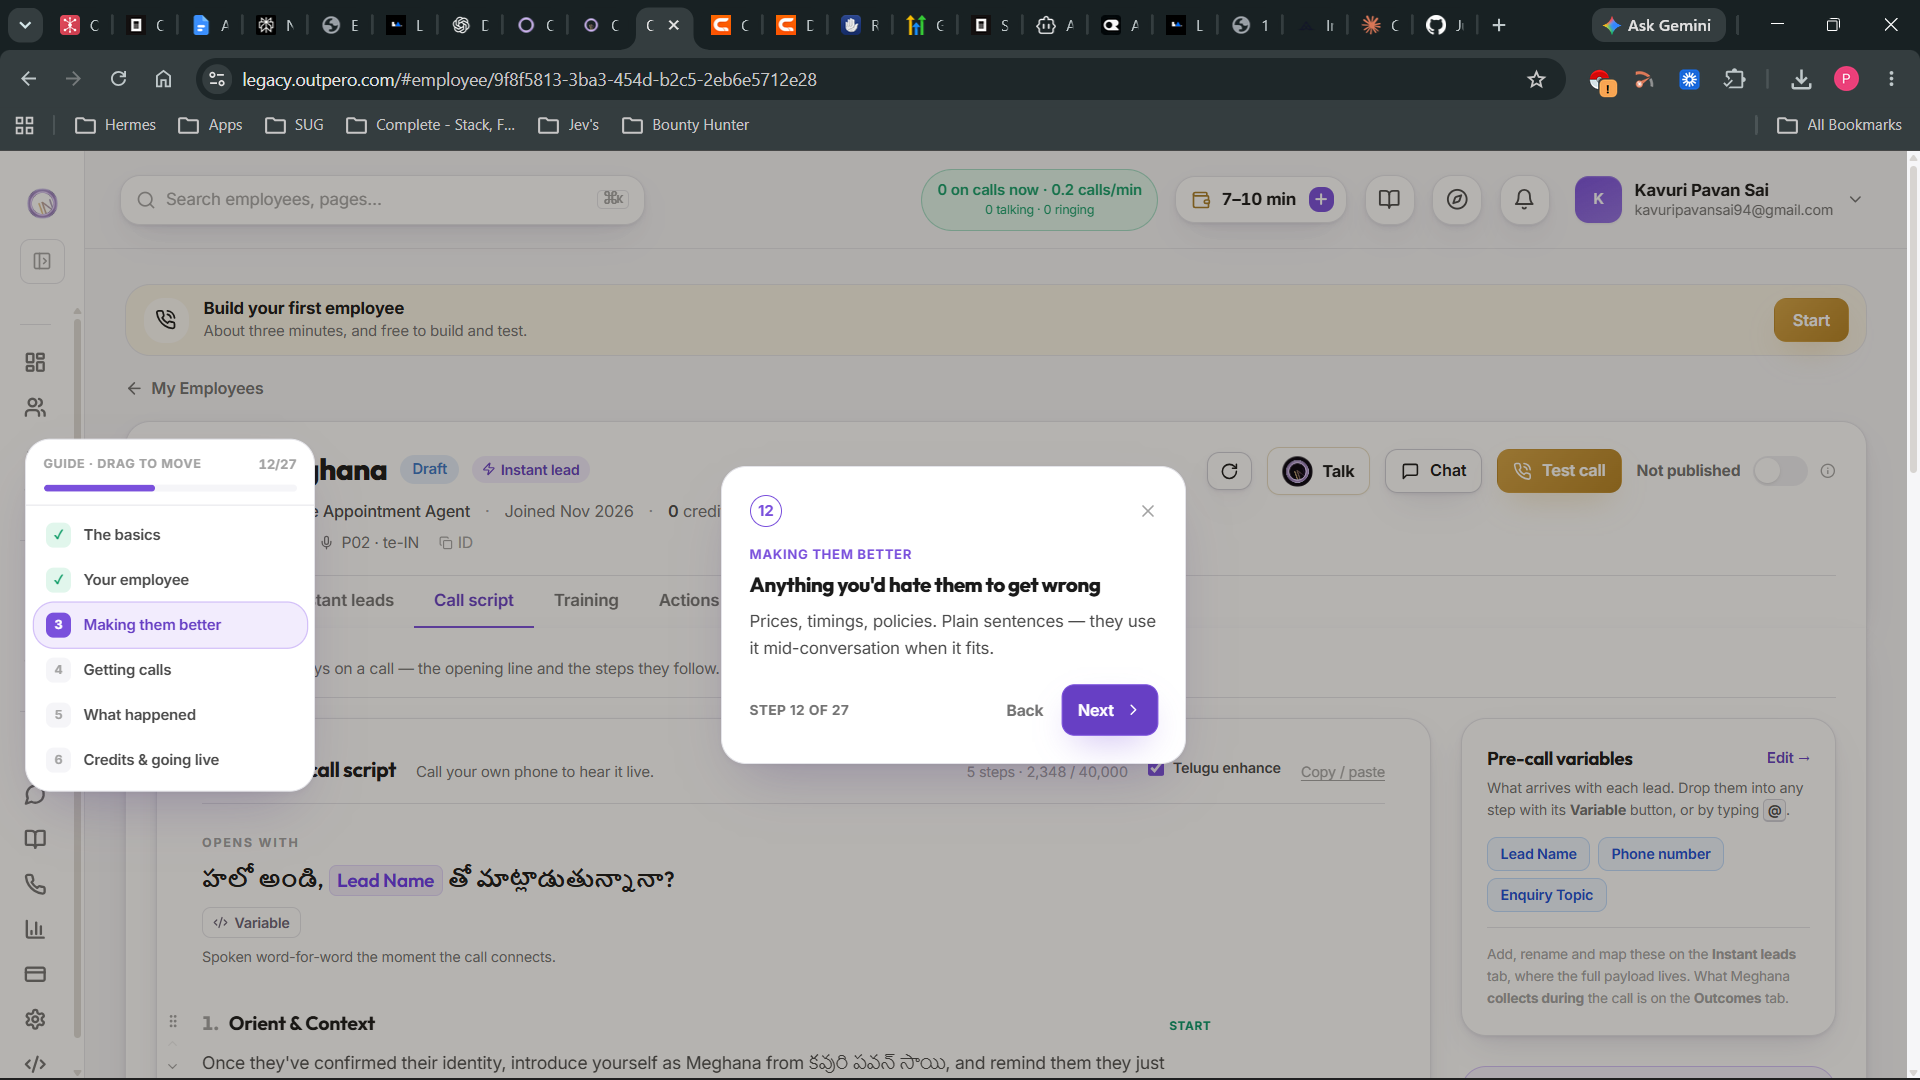 Ask Gemini
legacy.outpero.com/#employee/9f8f5813-3ba3-454d-b2c5-2eb6e5712e28
P
Hermes
Apps
SUG
Complete - Stack, F...
Jev's
Bounty Hunter
All Bookmarks
Search employees, pages...
⌘K
0 on calls now · 0.2 calls/min
0 talking · 0 ringing
7–10 min
K
Kavuri Pavan Sai
kavuripavansai94@gmail.com
Build your first employee
About three minutes, and free to build and test.
Start
← My Employees
GUIDE · DRAG TO MOVE 12/27
✓ The basics
✓ Your employee
3 Making them better
4 Getting calls
5 What happened
6 Credits & going live
ghana
Draft
Instant lead
Talk
Chat
Test call
Not published
e Appointment Agent · Joined Nov 2026 · 0 credi
P02 · te-IN ID
tant leads
Call script
Training
Actions
ys on a call — the opening line and the steps they follow.
12
MAKING THEM BETTER
Anything you'd hate them to get wrong
Prices, timings, policies. Plain sentences — they use
it mid-conversation when it fits.
STEP 12 OF 27
Back
Next
call script
Call your own phone to hear it live.
5 steps · 2,348 / 40,000
Telugu enhance
Copy / paste
OPENS WITH
హలో అండి, Lead Name తో మాట్లాడుతున్నానా?
</> Variable
Spoken word-for-word the moment the call connects.
1. Orient & Context
START
Once they've confirmed their identity, introduce yourself as Meghana from కవురి పవన్ సాయి, and remind them they just
Pre-call variables
Edit →
What arrives with each lead. Drop them into any
step with its Variable button, or by typing @.
Lead Name
Phone number
Enquiry Topic
Add, rename and map these on the Instant leads
tab, where the full payload lives. What Meghana
collects during the call is on the Outcomes tab.